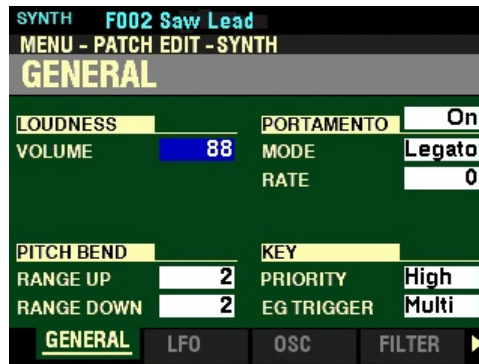 SYNTH F002 Saw Lead
MENU - PATCH EDIT - SYNTH
GENERAL
LOUDNESS
VOLUME 88
PORTAMENTO On
MODE Legato
RATE 0
PITCH BEND
RANGE UP 2
RANGE DOWN 2
KEY
PRIORITY High
EG TRIGGER Multi
GENERAL LFO OSC FILTER